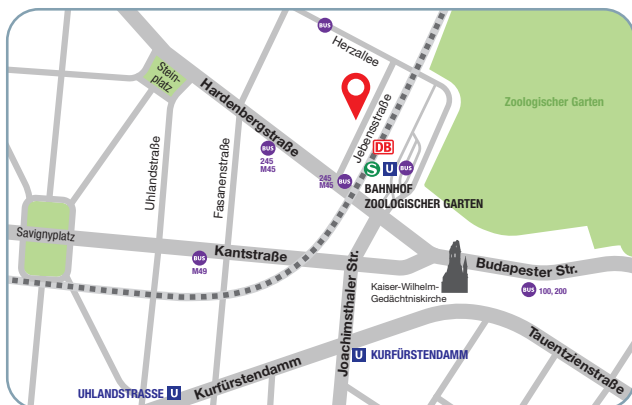 BUS
Herzallee
Stein-
platz
Hardenbergstraße
Zoologischer Garten
Jebensstraße
DB
Uhlandstraße
Fasanenstraße
BUS
245
M45
245
M45
BUS
S
U
BUS
BAHNHOF
ZOOLOGISCHER GARTEN
Savignyplatz
Kantstraße
BUS
M49
Joachimsthaler Str.
Kaiser-Wilhelm-
Gedächtniskirche
Budapester Str.
BUS
100, 200
Tauentzienstraße
U
KURFÜRSTENDAMM
Kurfürstendamm
UHLANDSTRASSE
U